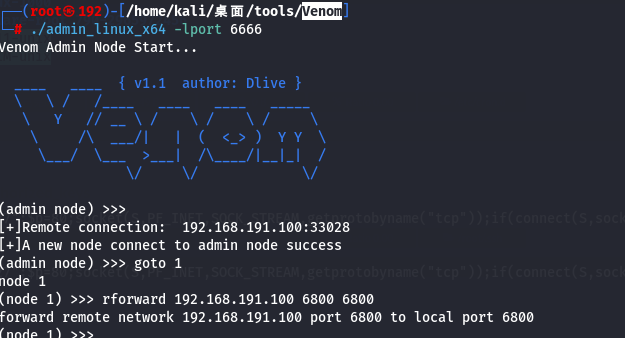 (root㉿192)-[/home/kali/桌面/tools/Venom]
# ./admin_linux_x64 -lport 6666
Venom Admin Node Start...
{ v1.1 author: Dlive }
(admin node) >>>
[+]Remote connection: 192.168.191.100:33028
[+]A new node connect to admin node success
(admin node) >>> goto 1
node 1
(node 1) >>> rforward 192.168.191.100 6800 6800
forward remote network 192.168.191.100 port 6800 to local port 6800
(node 1) >>>